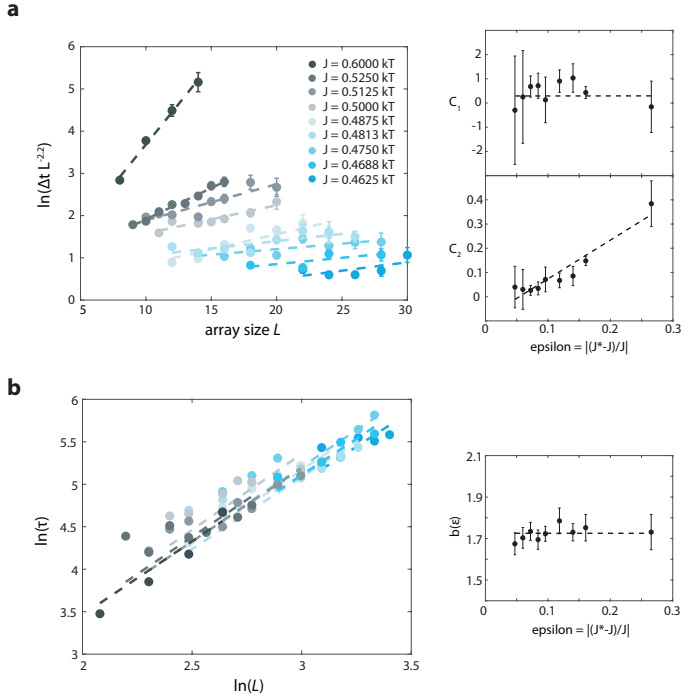 a
ln(Δt L^-2.2)
6
5
4
3
2
1
0
5
10
15
20
25
30
array size L
J = 0.6000 kT
J = 0.5250 kT
J = 0.5125 kT
J = 0.5000 kT
J = 0.4875 kT
J = 0.4813 kT
J = 0.4750 kT
J = 0.4688 kT
J = 0.4625 kT
C_1
2
1
0
1
C_2
0.4
0.3
0.2
0.1
0
0
0.1
0.2
0.3
epsilon = |(J*-J)/J|
b
ln(τ)
6
5.5
5
4.5
4
3.5
3
2
2.5
3
3.5
ln(L)
b(ε)
2.1
1.9
1.7
1.5
0
0.1
0.2
0.3
epsilon = |(J*-J)/J|